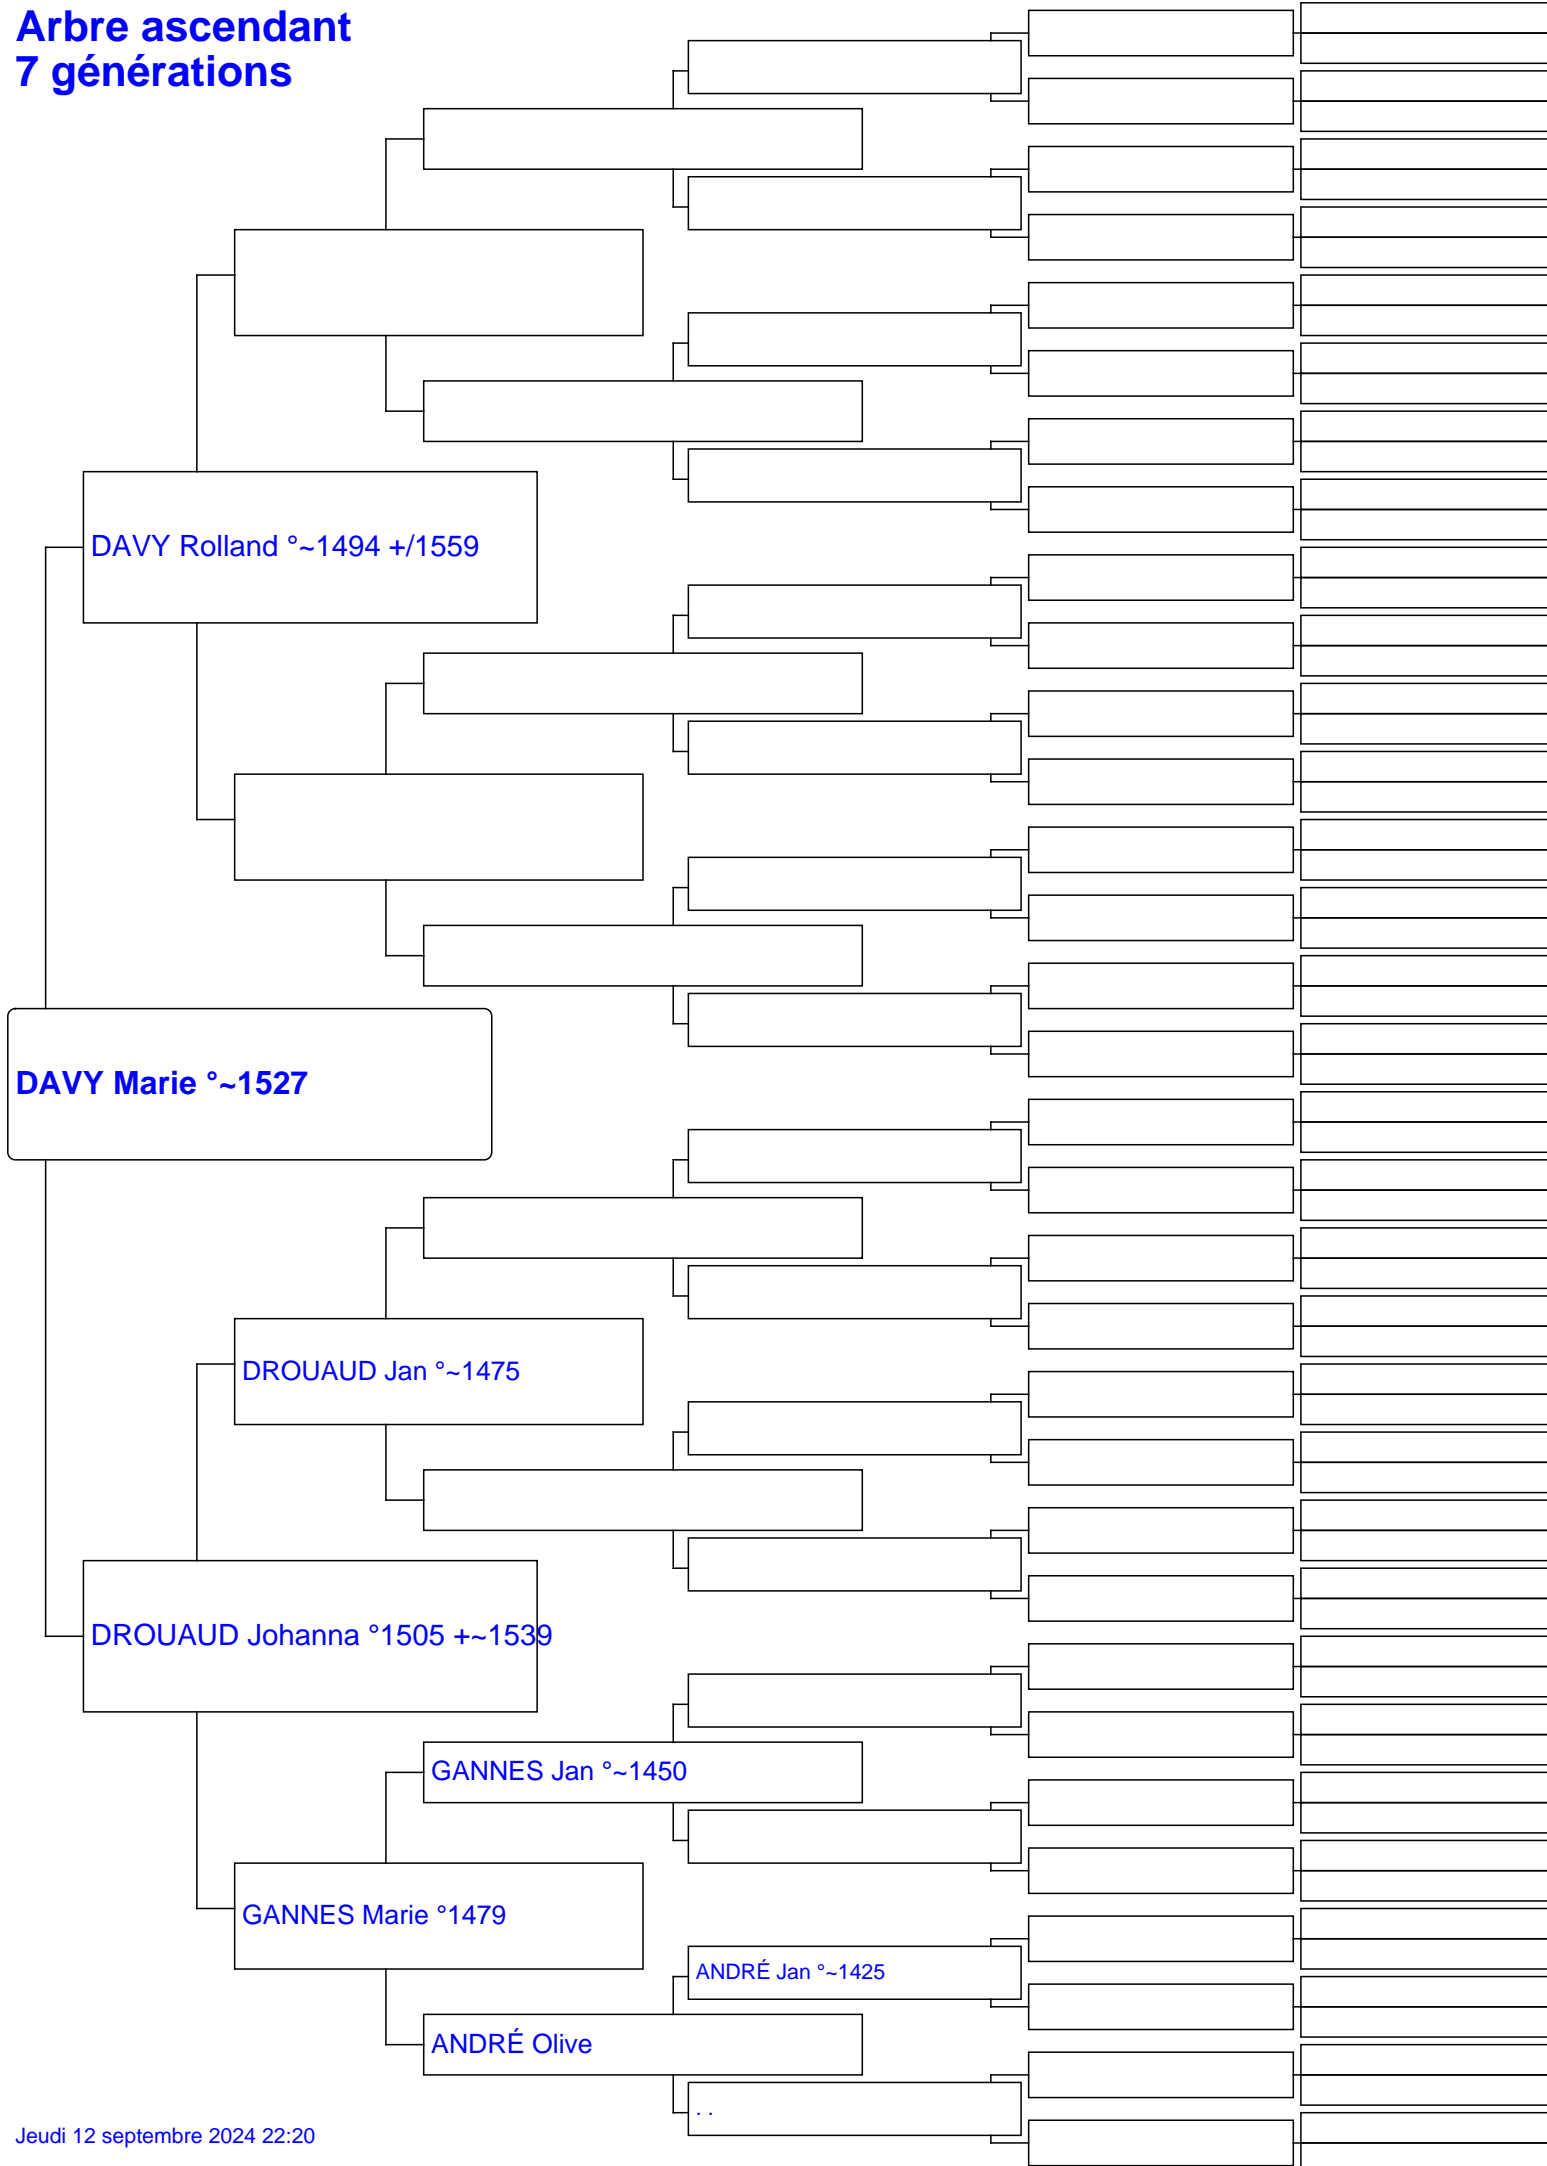 Arbre ascendant
7 générations
DAVY Rolland °~1494 +/1559
DAVY Marie °~1527
DROUAUD Jan °~1475
DROUAUD Johanna °1505 +~1539
GANNES Jan °~1450
GANNES Marie °1479
ANDRÉ Jan °~1425
ANDRÉ Olive
. .
Jeudi 12 septembre 2024 22:20